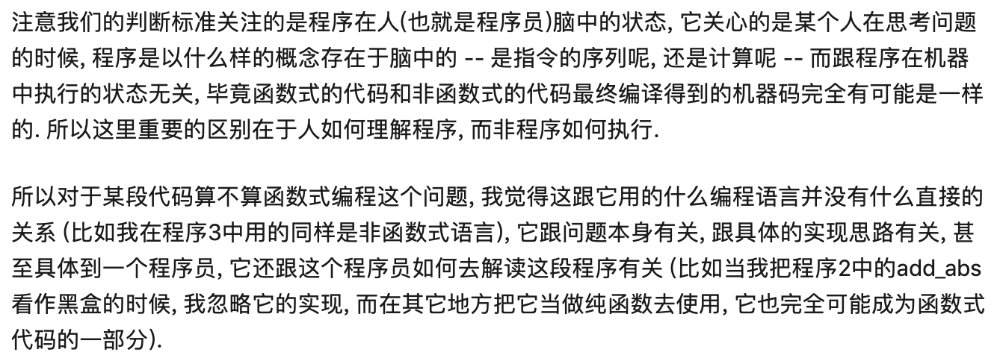 注意我们的判断标准关注的是程序在人(也就是程序员)脑中的状态, 它关心的是某个人在思考问题
的时候, 程序是以什么样的概念存在于脑中的 -- 是指令的序列呢, 还是计算呢 -- 而跟程序在机器
中执行的状态无关, 毕竟函数式的代码和非函数式的代码最终编译得到的机器码完全有可能是一样
的. 所以这里重要的区别在于人如何理解程序, 而非程序如何执行.
所以对于某段代码算不算函数式编程这个问题, 我觉得这跟它用的什么编程语言并没有什么直接的
关系 (比如我在程序3中用的同样是非函数式语言), 它跟问题本身有关, 跟具体的实现思路有关, 甚
至具体到一个程序员, 它还跟这个程序员如何去解读这段程序有关 (比如当我把程序2中的add_abs
看作黑盒的时候, 我忽略它的实现, 而在其它地方把它当做纯函数去使用, 它也完全可能成为函数式
代码的一部分).